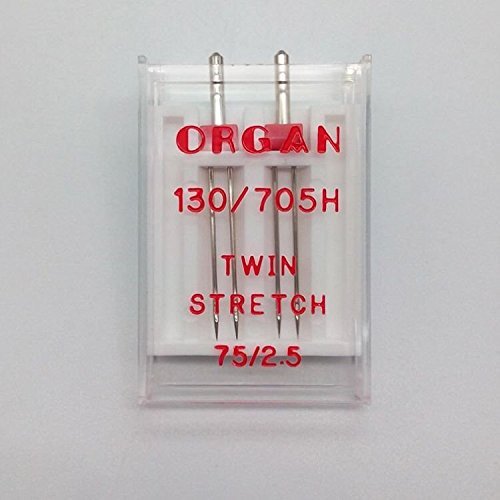 ORGAN
130/705H
TWIN
STRETCH
75/2.5